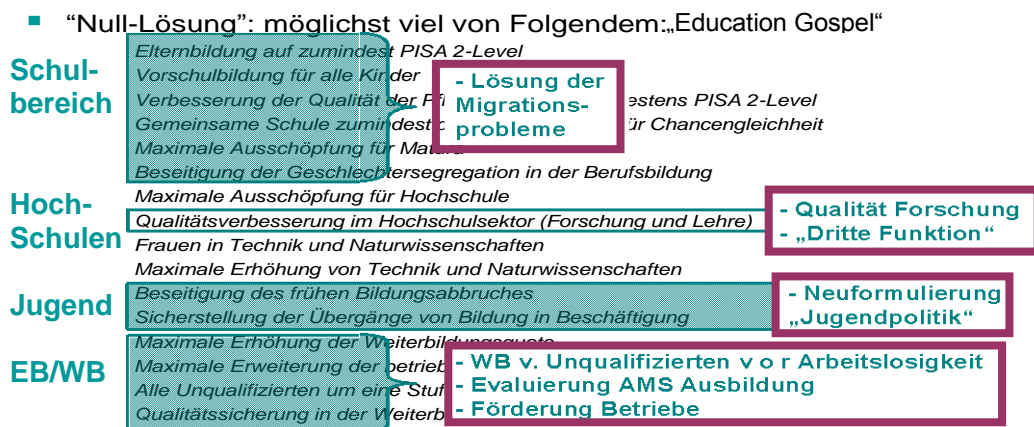 ▪ “Null-Lösung”: möglichst viel von Folgendem: „Education Gospel“
Schul-
bereich
Elternbildung auf zumindest PISA 2-Level
Vorschulbildung für alle Kinder
Verbesserung der Qualität der Pf estens PISA 2-Level
Gemeinsame Schule zumindest ür Chancengleichheit
Maximale Ausschöpfung für Matura
Beseitigung der Geschlechtersegregation in der Berufsbildung
- Lösung der
Migrations-
probleme
Hoch-
Schulen
Maximale Ausschöpfung für Hochschule
Qualitätsverbesserung im Hochschulsektor (Forschung und Lehre)
Frauen in Technik und Naturwissenschaften
Maximale Erhöhung von Technik und Naturwissenschaften
- Qualität Forschung
- „Dritte Funktion“
Jugend
Beseitigung des frühen Bildungsabbruches
Sicherstellung der Übergänge von Bildung in Beschäftigung
- Neuformulierung
„Jugendpolitik“
EB/WB
Maximale Erhöhung der Weiterbildungsquote
Maximale Erweiterung der betrieb
Alle Unqualifizierten um eine Stuf
Qualitätssicherung in der Weiterb
- WB v. Unqualifizierten v o r Arbeitslosigkeit
- Evaluierung AMS Ausbildung
- Förderung Betriebe